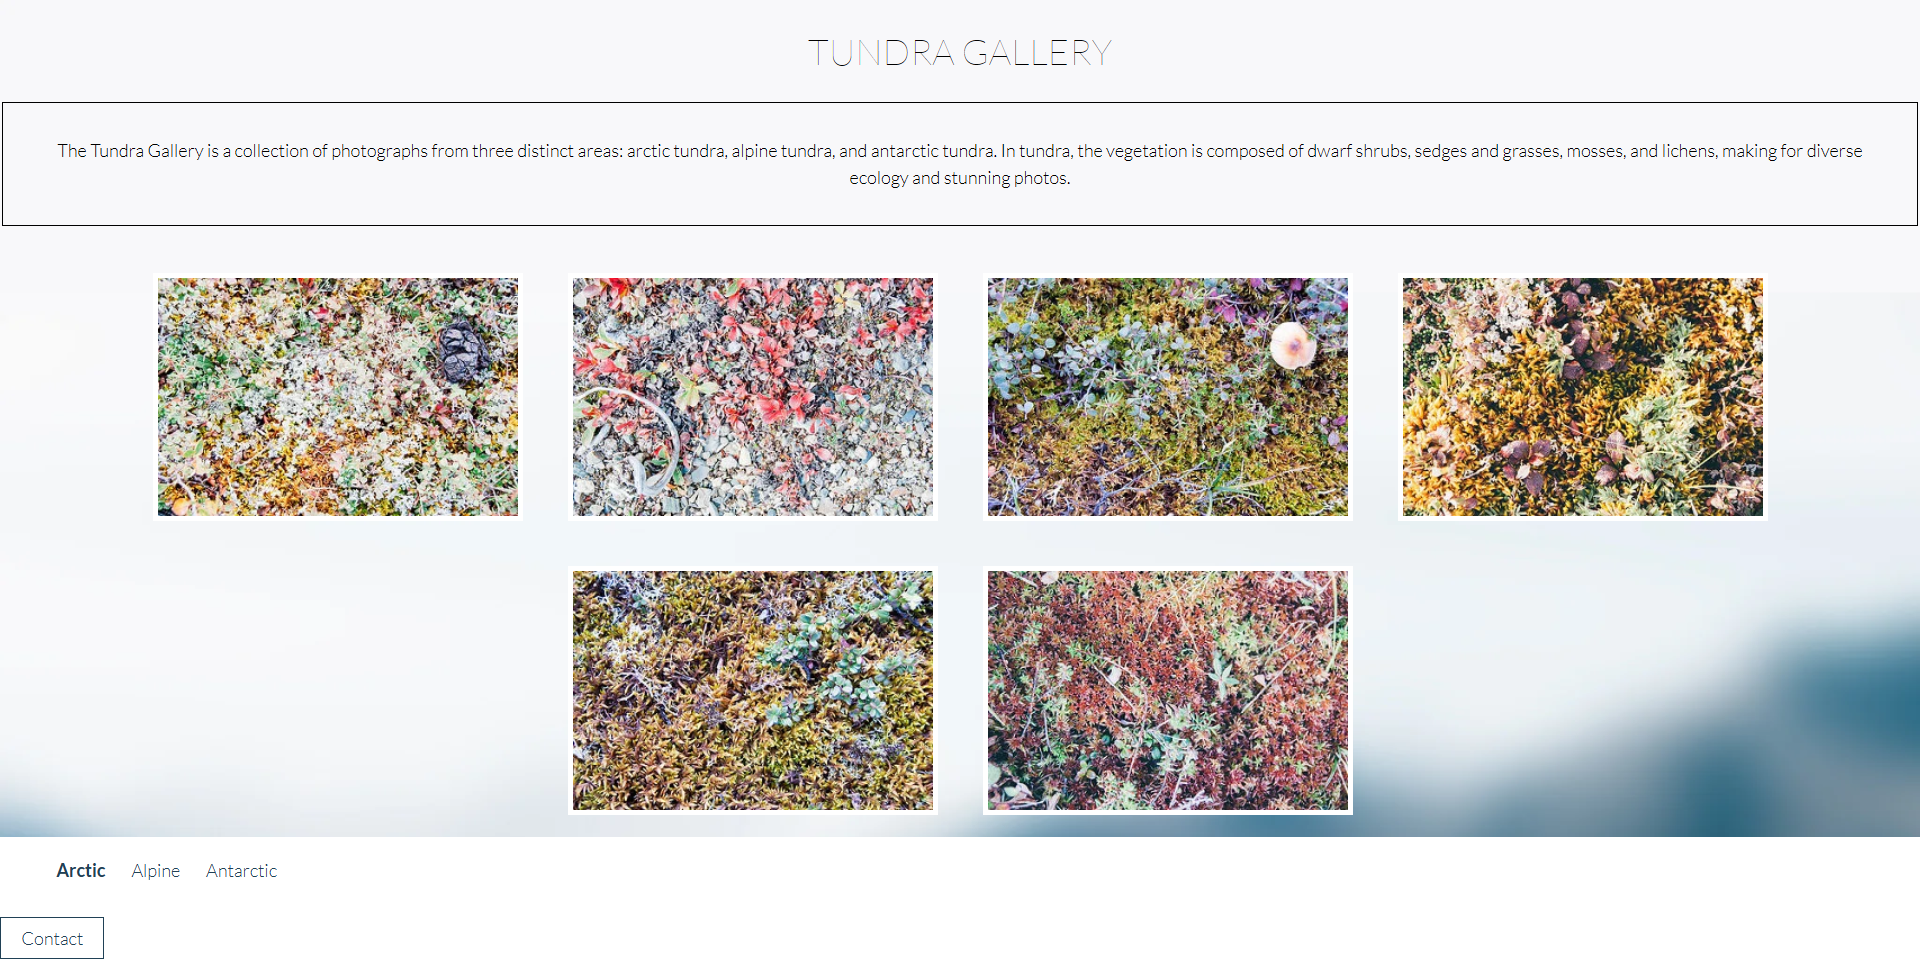 TUNDRA GALLERY
The Tundra Gallery is a collection of photographs from three distinct areas: arctic tundra, alpine tundra, and antarctic tundra. In tundra, the vegetation is composed of dwarf shrubs, sedges and grasses, mosses, and lichens, making for diverse
ecology and stunning photos.
Arctic Alpine Antarctic
Contact